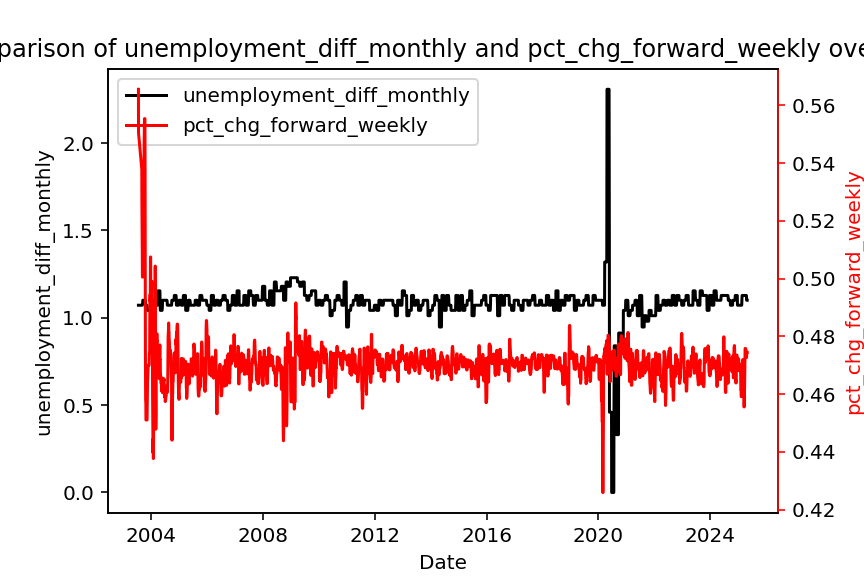 parison of unemployment_diff_monthly and pct_chg_forward_weekly ove
unemployment_diff_monthly
pct_chg_forward_weekly
2.0
1.5
1.0
0.5
0.0
unemployment_diff_monthly
0.56
0.54
0.52
0.50
0.48
0.46
0.44
0.42
pct_chg_forward_weekly
2004 2008 2012 2016 2020 2024
Date